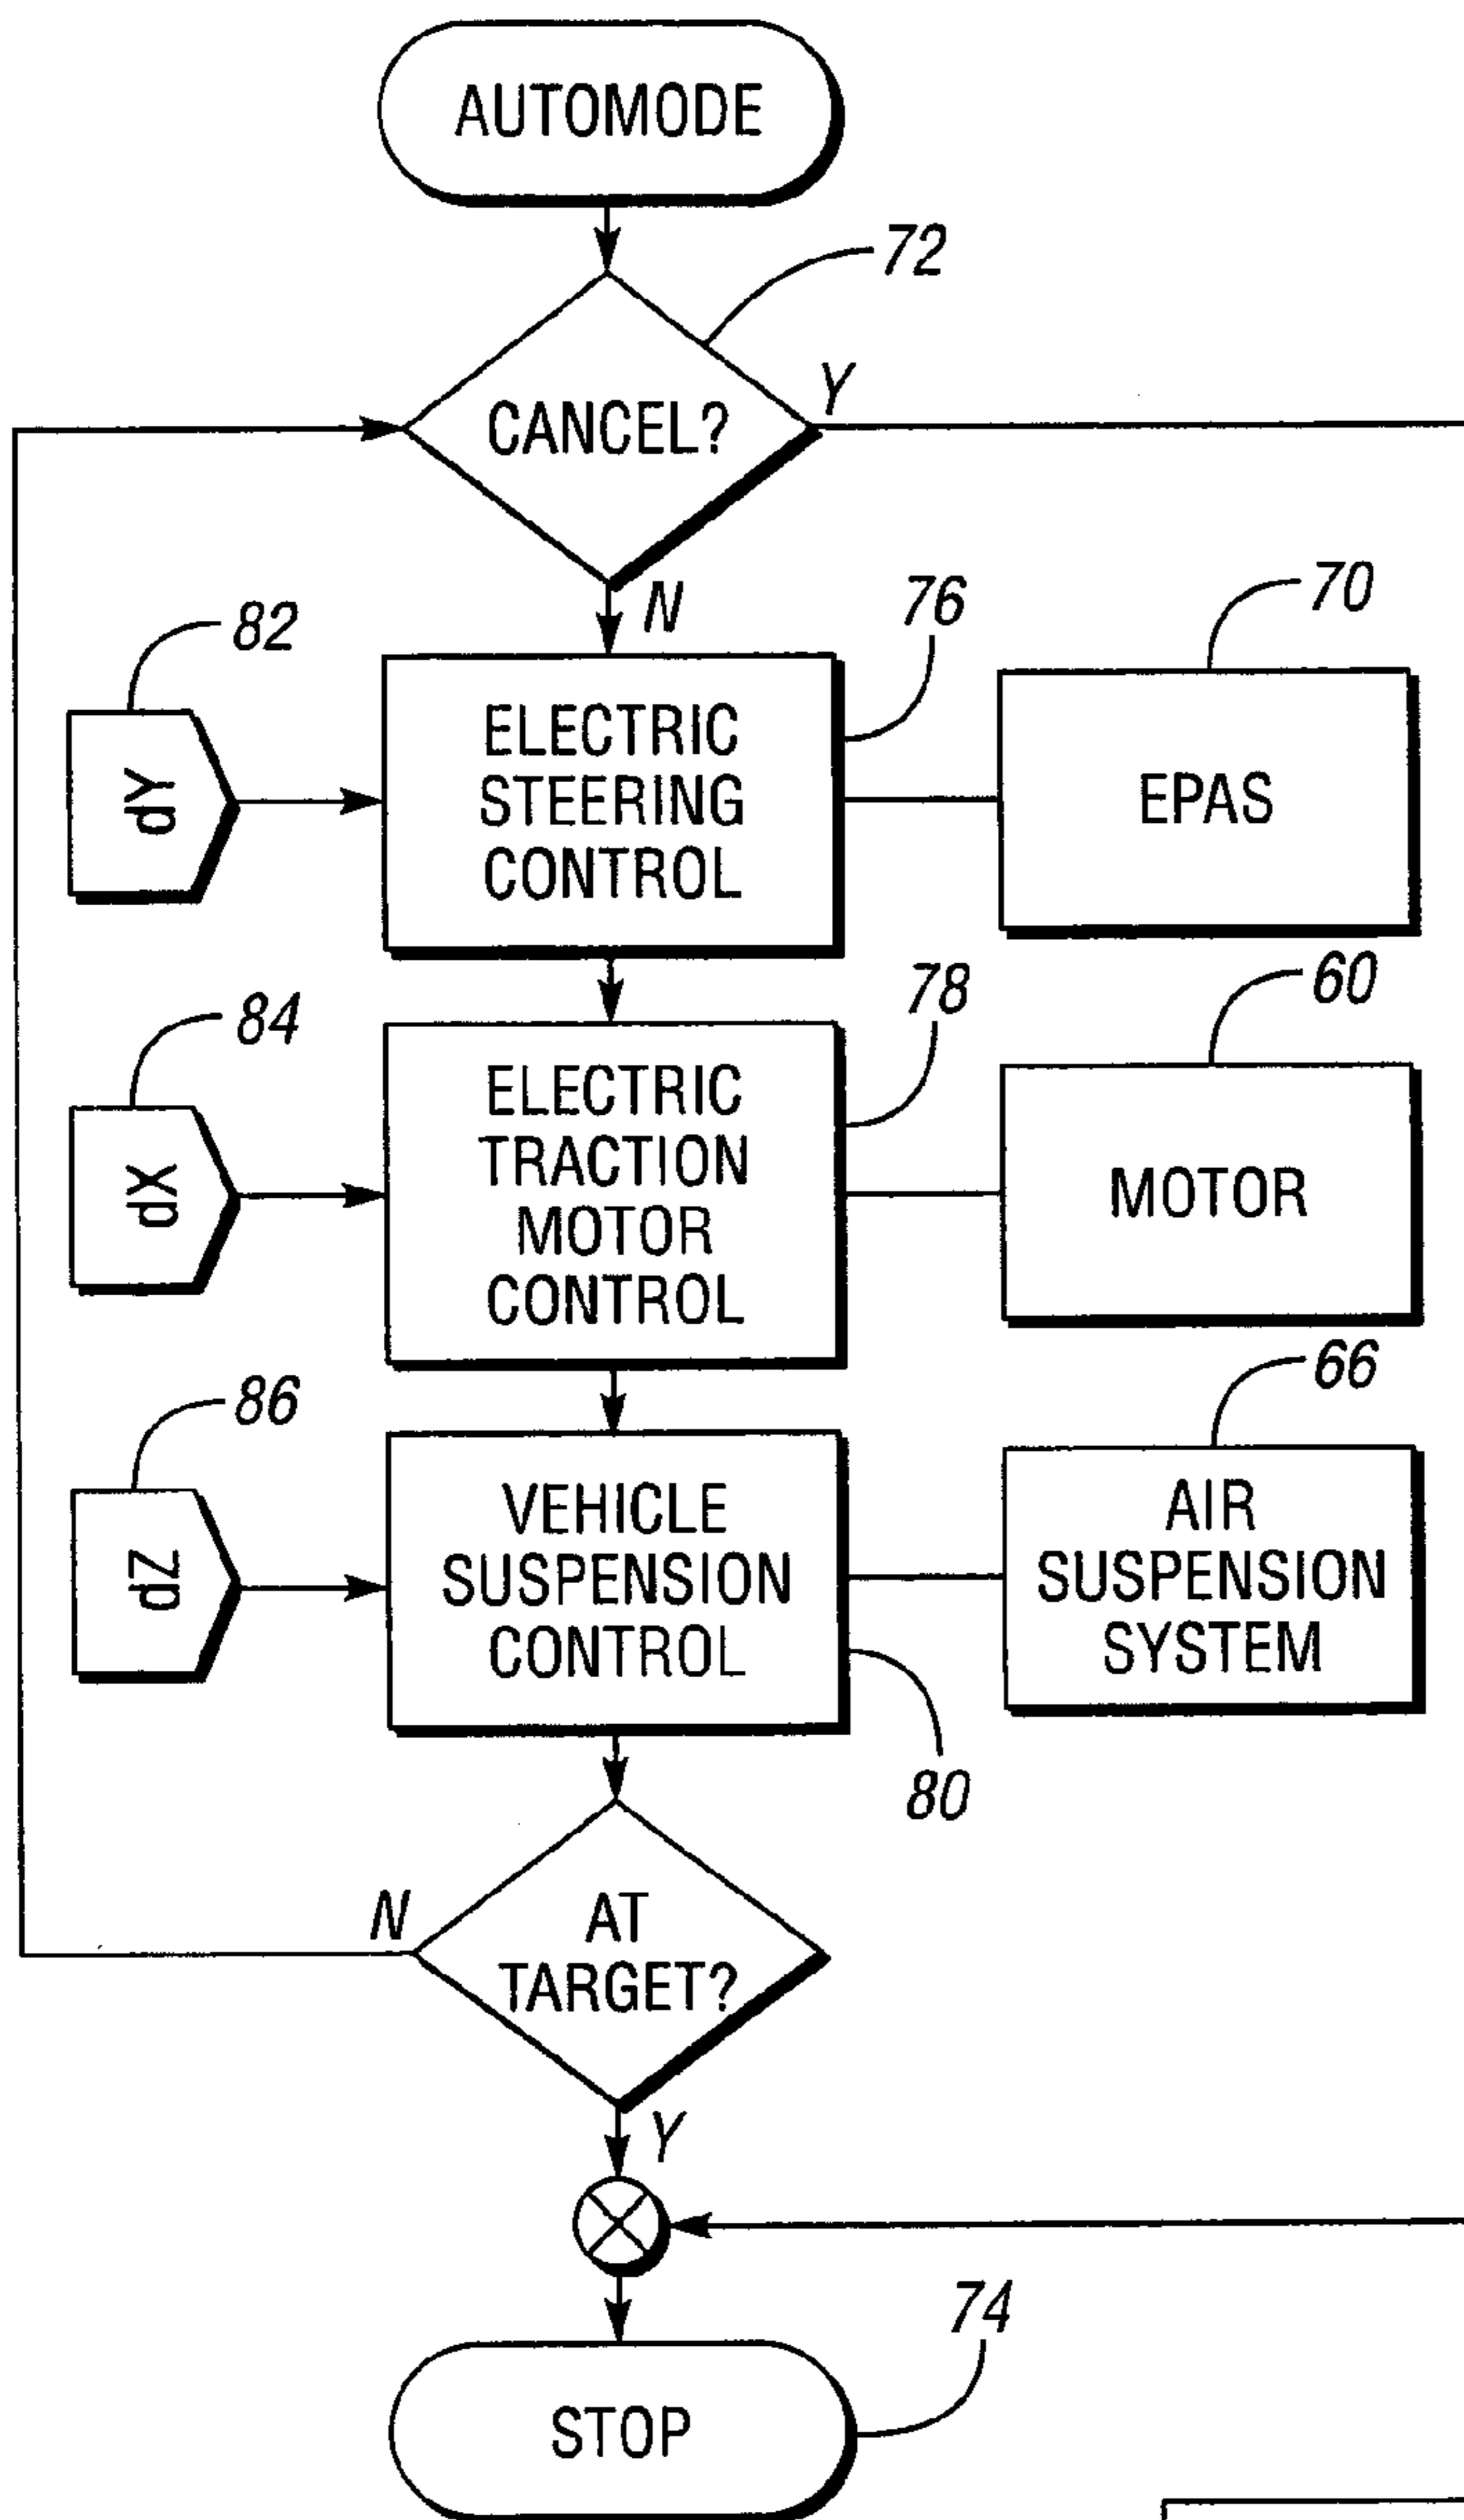 AUTOMODE
72
CANCEL?
Y
N
82
76
70
dY
ELECTRIC
STEERING
CONTROL
EPAS
84
78
60
dX
ELECTRIC
TRACTION
MOTOR
CONTROL
MOTOR
86
66
dZ
VEHICLE
SUSPENSION
CONTROL
AIR
SUSPENSION
SYSTEM
80
N
AT
TARGET?
Y
74
STOP